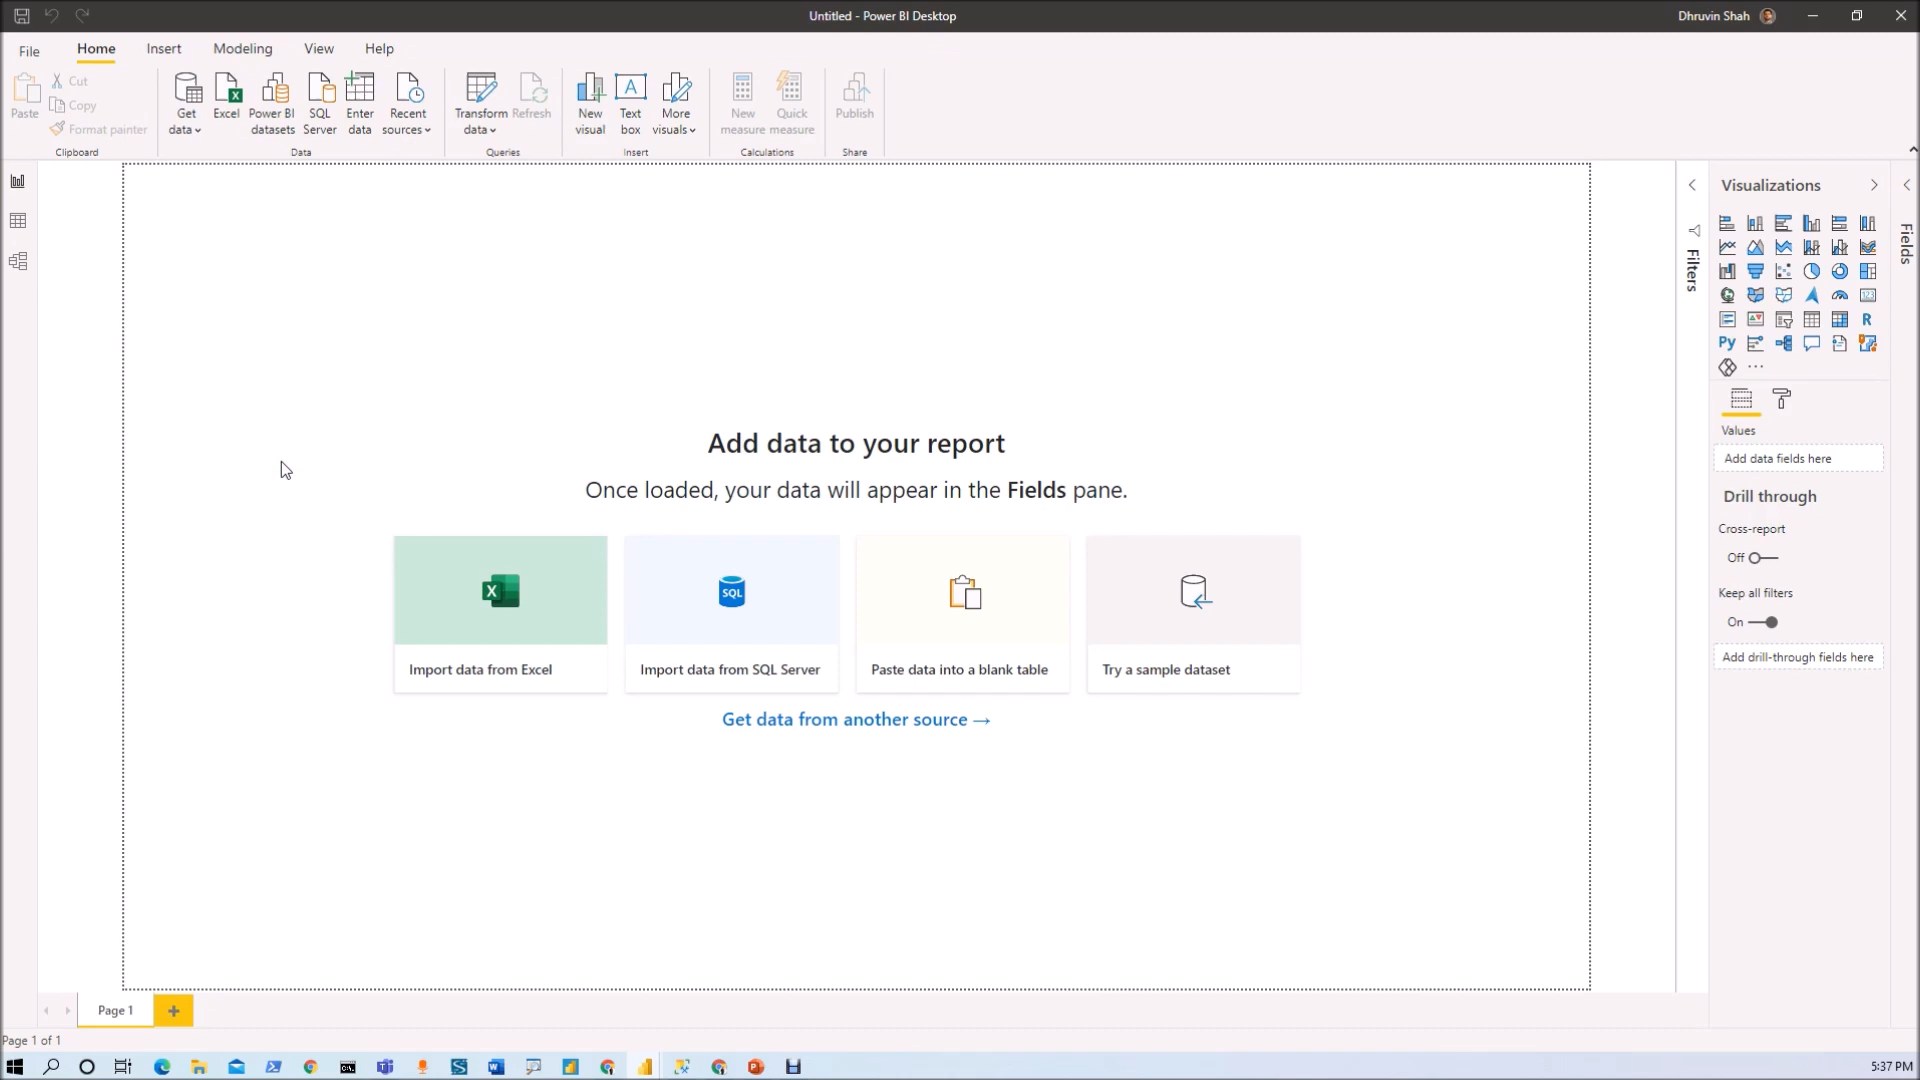 Untitled - Power BI Desktop
Dhruvin Shah
File
Home
Insert
Modeling
View
Help
Paste
Cut
Copy
Format painter
Clipboard
Get data
Excel
Power BI datasets
SQL Server
Enter data
Recent sources
Data
Transform data
Refresh
Queries
New visual
Text box
More visuals
Insert
New measure
Quick measure
Calculations
Publish
Share
Add data to your report
Once loaded, your data will appear in the Fields pane.
X
SQL
Import data from Excel
Import data from SQL Server
Paste data into a blank table
Try a sample dataset
Get data from another source →
Filters
Visualizations
123
R
Py
Values
Add data fields here
Drill through
Cross-report
Off
Keep all filters
On
Add drill-through fields here
Fields
Page 1
Page 1 of 1
5:37 PM